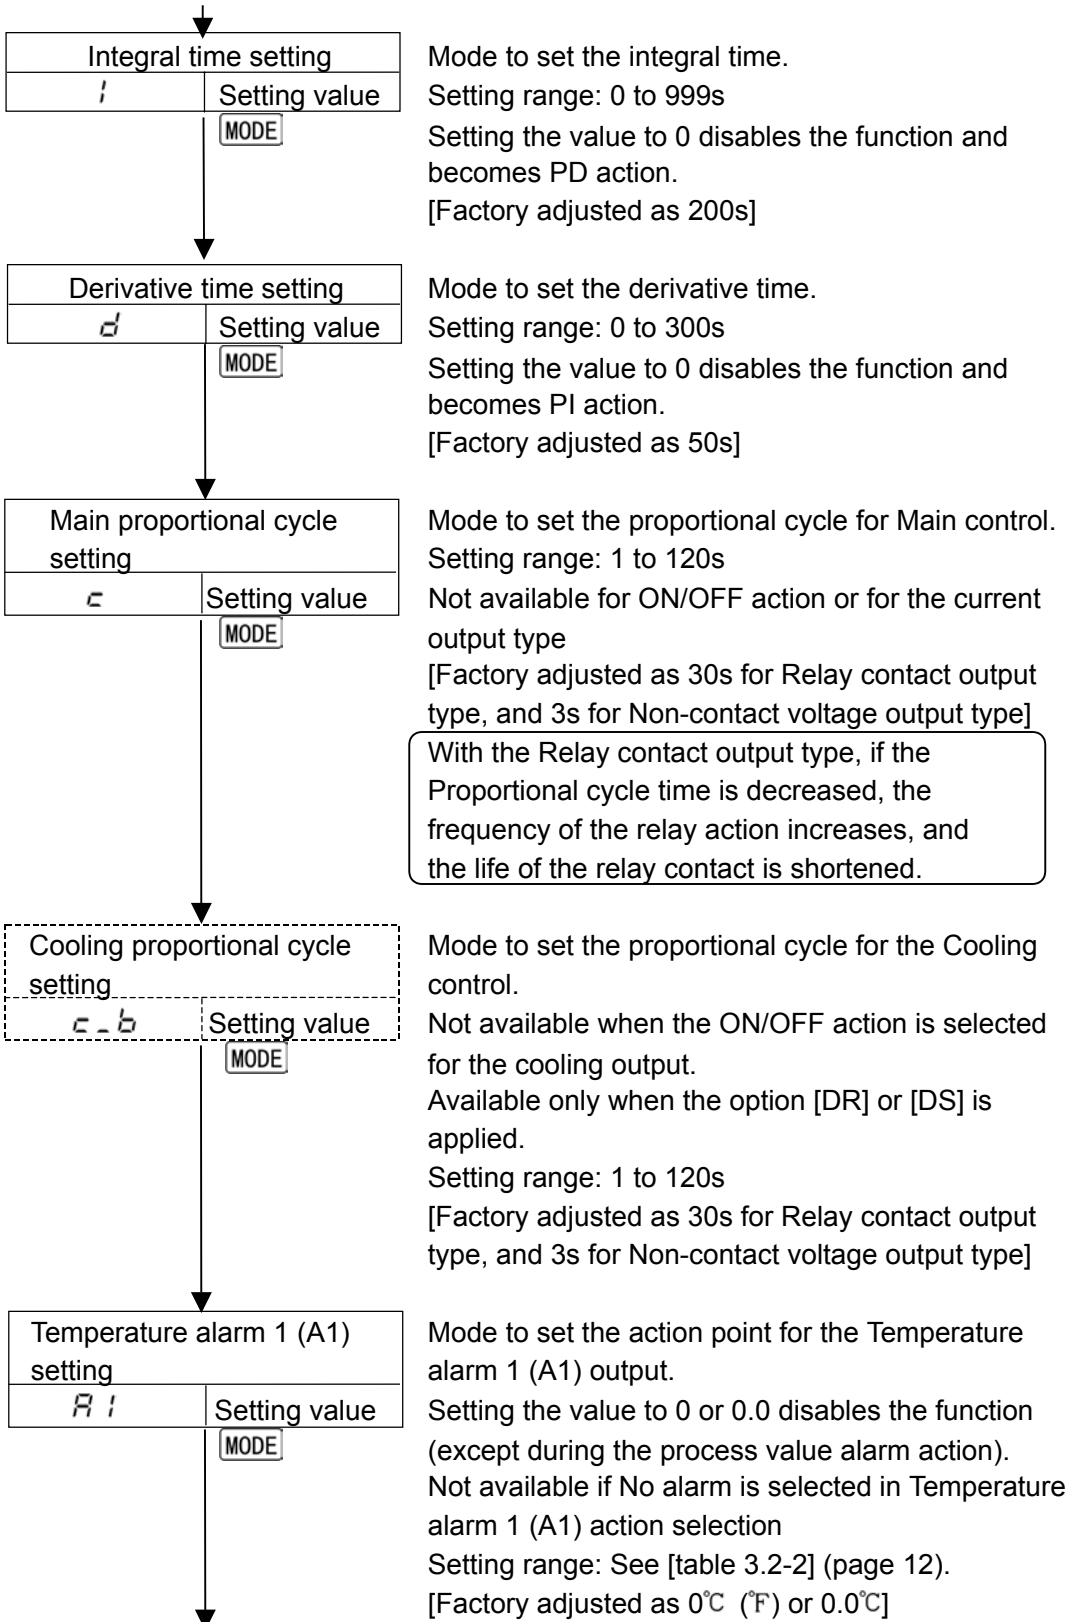 Integral time setting
I Setting value
MODE
Mode to set the integral time.
Setting range: 0 to 999s
Setting the value to 0 disables the function and
becomes PD action.
[Factory adjusted as 200s]
Derivative time setting
d Setting value
MODE
Mode to set the derivative time.
Setting range: 0 to 300s
Setting the value to 0 disables the function and
becomes PI action.
[Factory adjusted as 50s]
Main proportional cycle
setting
c Setting value
MODE
Mode to set the proportional cycle for Main control.
Setting range: 1 to 120s
Not available for ON/OFF action or for the current
output type
[Factory adjusted as 30s for Relay contact output
type, and 3s for Non-contact voltage output type]
With the Relay contact output type, if the
Proportional cycle time is decreased, the
frequency of the relay action increases, and
the life of the relay contact is shortened.
Cooling proportional cycle
setting
c_b Setting value
MODE
Mode to set the proportional cycle for the Cooling
control.
Not available when the ON/OFF action is selected
for the cooling output.
Available only when the option [DR] or [DS] is
applied.
Setting range: 1 to 120s
[Factory adjusted as 30s for Relay contact output
type, and 3s for Non-contact voltage output type]
Temperature alarm 1 (A1)
setting
A1 Setting value
MODE
Mode to set the action point for the Temperature
alarm 1 (A1) output.
Setting the value to 0 or 0.0 disables the function
(except during the process value alarm action).
Not available if No alarm is selected in Temperature
alarm 1 (A1) action selection
Setting range: See [table 3.2-2] (page 12).
[Factory adjusted as 0℃ (℉) or 0.0℃]